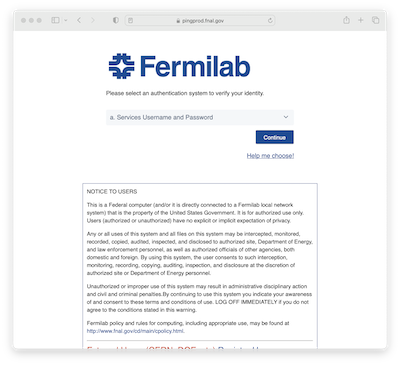 pingprod.fnal.gov
Fermilab
Please select an authentication system to verify your identity.
a. Services Username and Password
Continue
Help me choose!
NOTICE TO USERS
This is a Federal computer (and/or it is directly connected to a Fermilab local network
system) that is the property of the United States Government. It is for authorized use only.
Users (authorized or unauthorized) have no explicit or implicit expectation of privacy.
Any or all uses of this system and all files on this system may be intercepted, monitored,
recorded, copied, audited, inspected, and disclosed to authorized site, Department of Energy,
and law enforcement personnel, as well as authorized officials of other agencies, both
domestic and foreign. By using this system, the user consents to such interception,
monitoring, recording, copying, auditing, inspection, and disclosure at the discretion of
authorized site or Department of Energy personnel.
Unauthorized or improper use of this system may result in administrative disciplinary action
and civil and criminal penalties.By continuing to use this system you indicate your awareness
of and consent to these terms and conditions of use. LOG OFF IMMEDIATELY if you do not
agree to the conditions stated in this warning.
Fermilab policy and rules for computing, including appropriate use, may be found at
http://www.fnal.gov/cd/main/cpolicy.html.